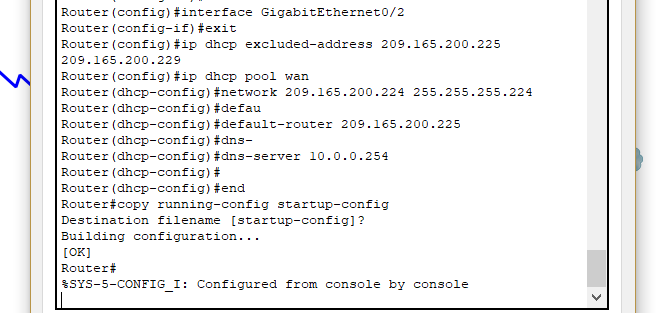 Router(config)#interface GigabitEthernet0/2
Router(config-if)#exit
Router(config)#ip dhcp excluded-address 209.165.200.225
209.165.200.229
Router(config)#ip dhcp pool wan
Router(dhcp-config)#network 209.165.200.224 255.255.255.224
Router(dhcp-config)#defau
Router(dhcp-config)#default-router 209.165.200.225
Router(dhcp-config)#dns-
Router(dhcp-config)#dns-server 10.0.0.254
Router(dhcp-config)#
Router(dhcp-config)#end
Router#copy running-config startup-config
Destination filename [startup-config]?
Building configuration...
[OK]
Router#
%SYS-5-CONFIG_I: Configured from console by console